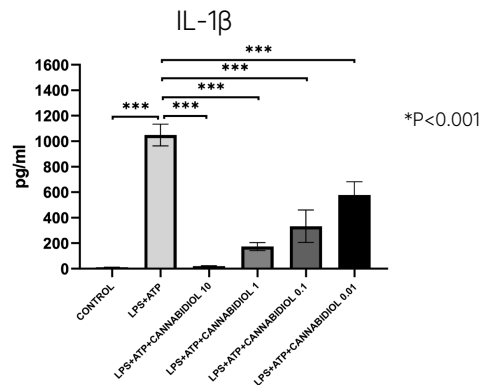 IL-1β
***
***
***
*** ***
*P<0.001
pg/ml
1600
1400
1200
1000
800
600
400
200
0
CONTROL
LPS+ATP
LPS+ATP+CANNABIDIOL 10
LPS+ATP+CANNABIDIOL 1
LPS+ATP+CANNABIDIOL 0.1
LPS+ATP+CANNABIDIOL 0.01